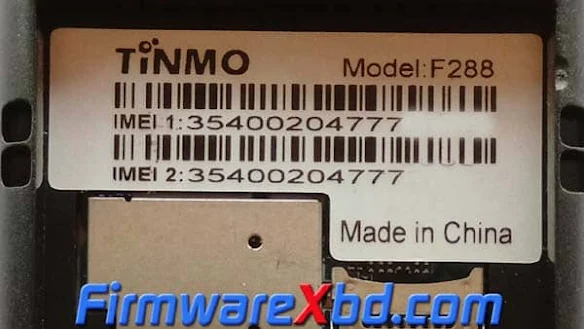 TiNMO
Model:F288
IMEI 1:35400204777
IMEI 2:35400204777
Made in China
FirmwareXbd.com